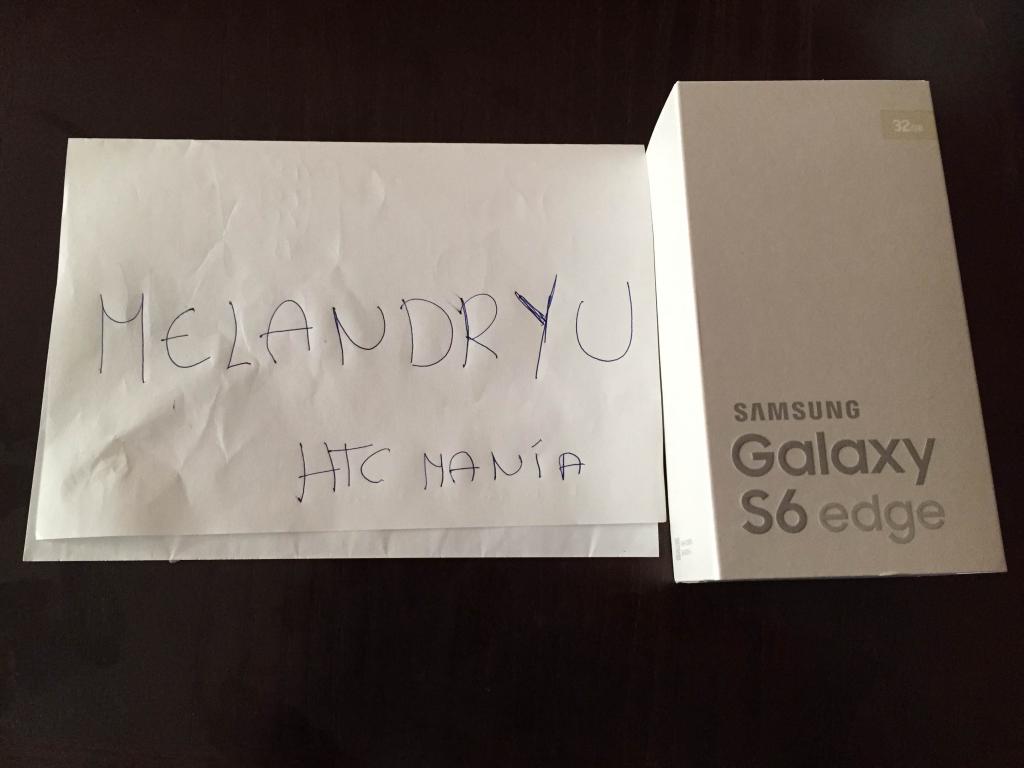 MELANDRYU
HTC MANÍA
32GB
SAMSUNG
Galaxy
S6 edge